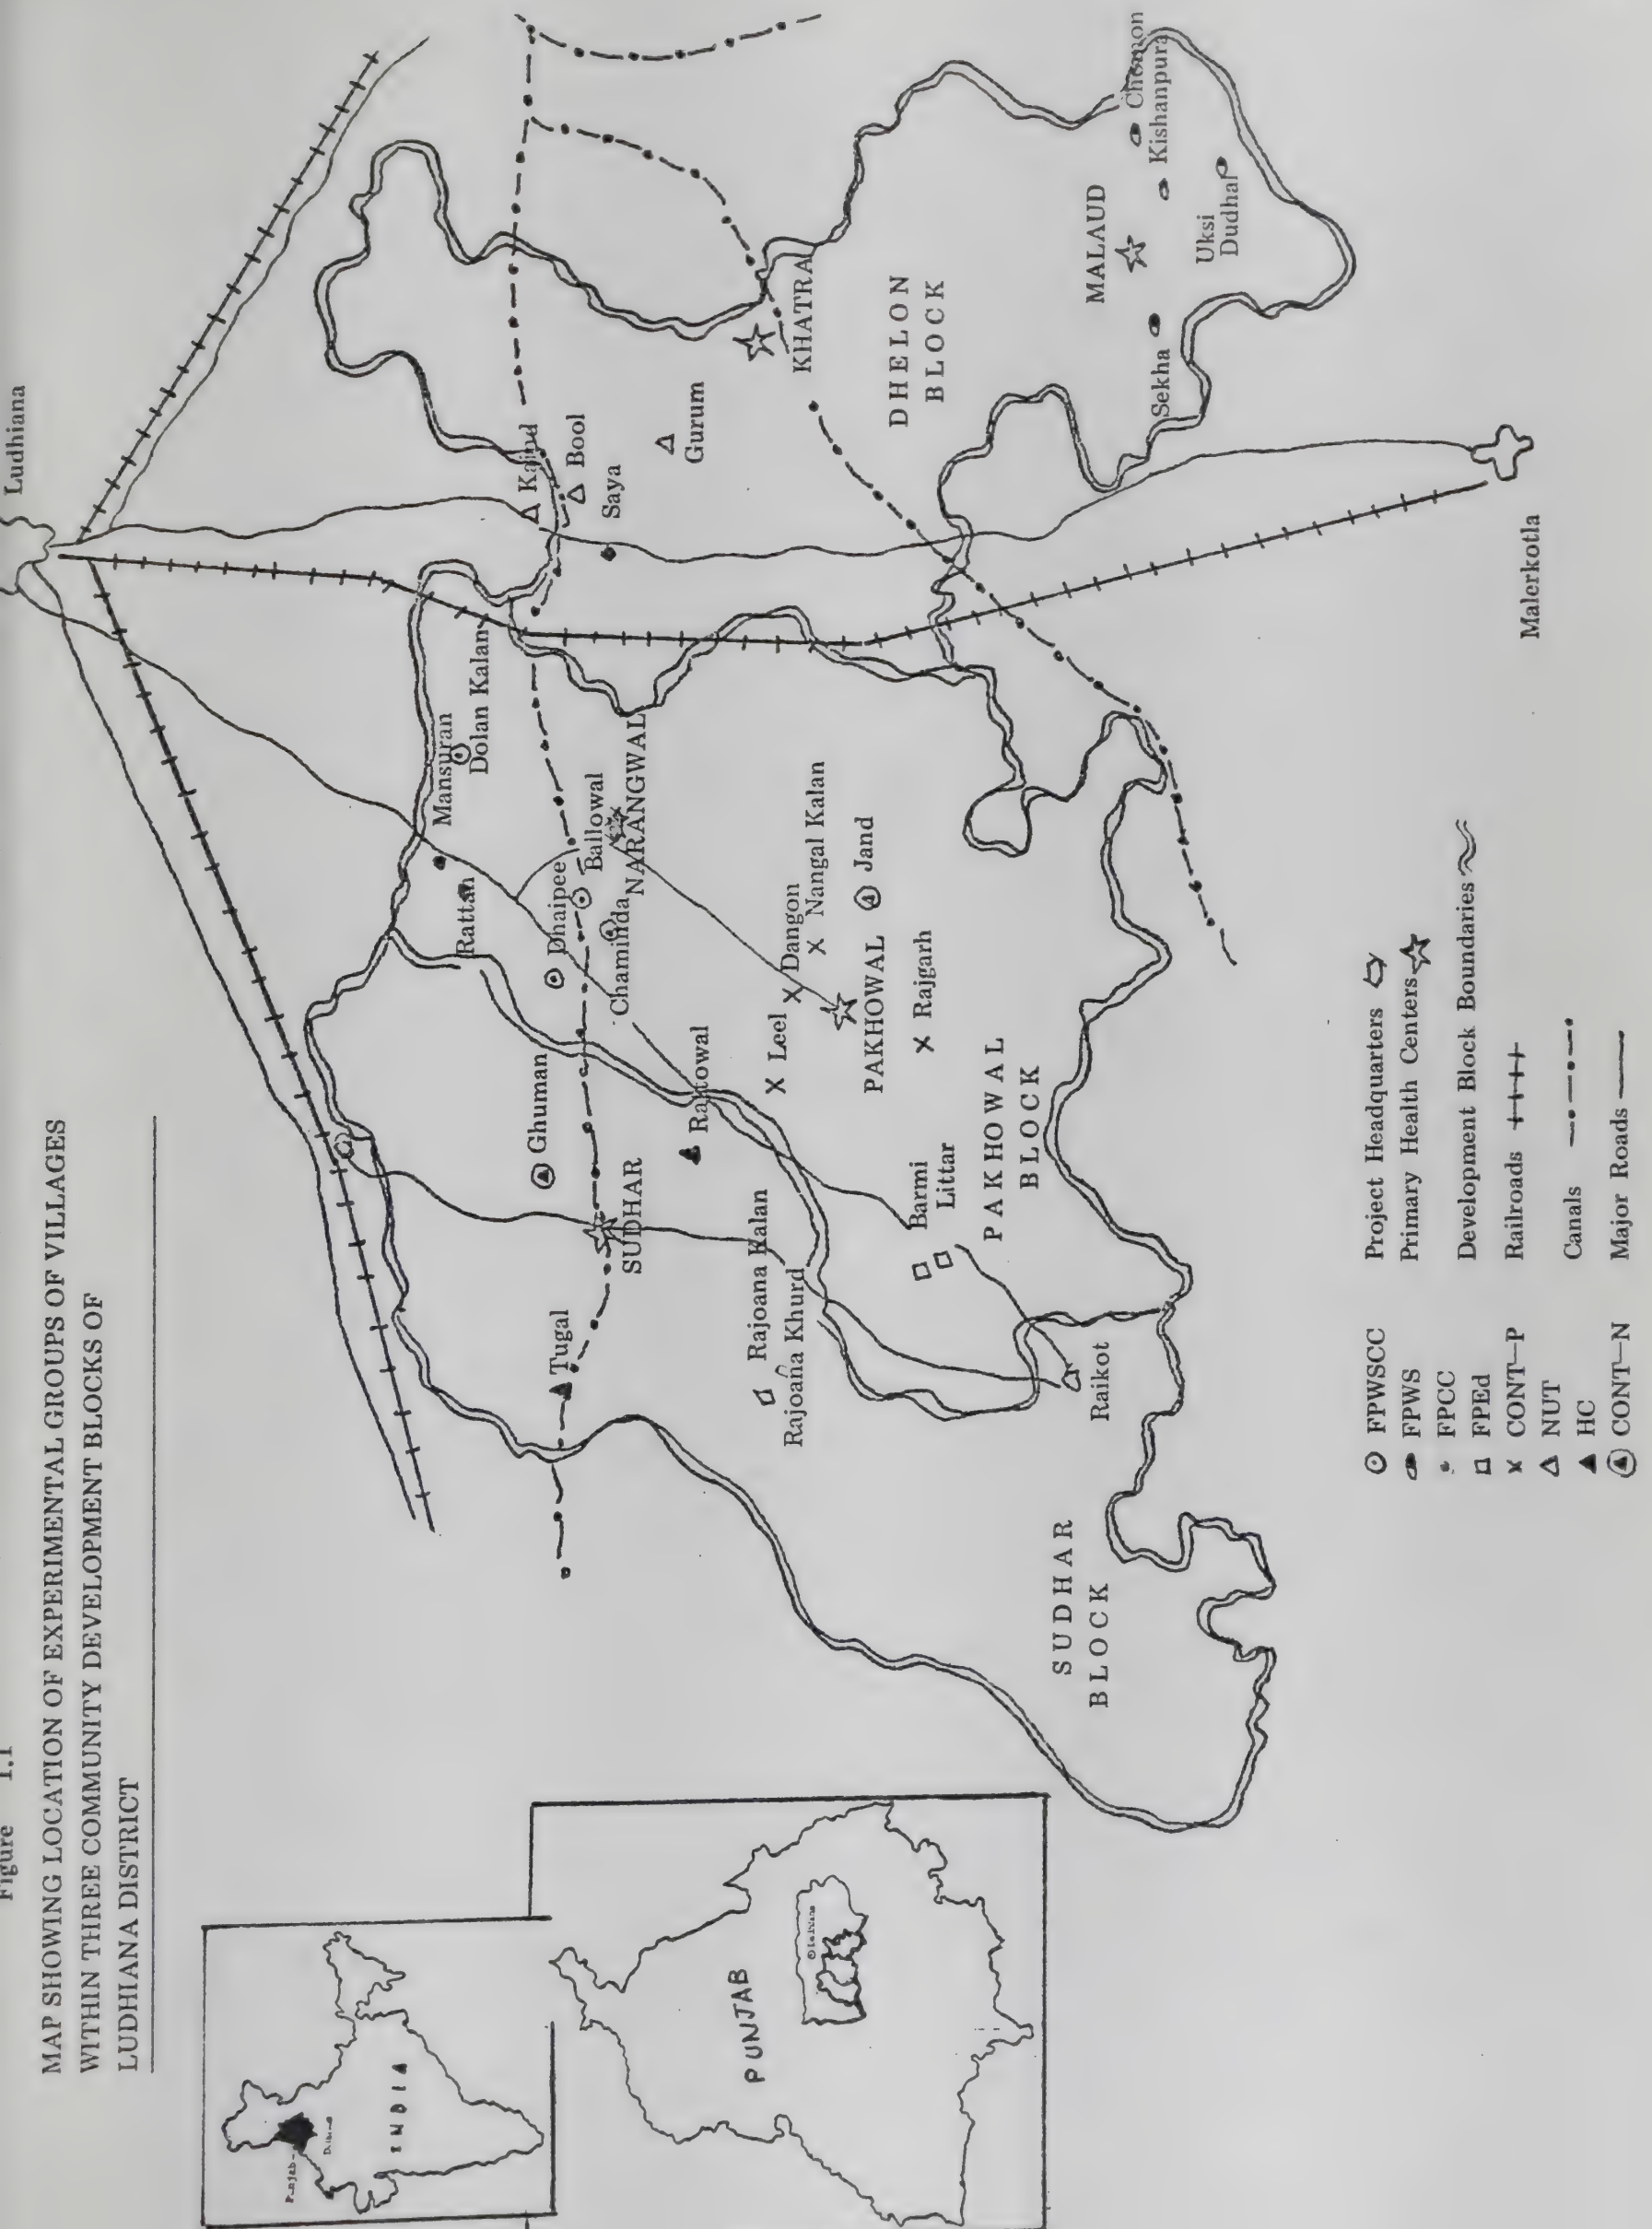 Figure 1.1
MAP SHOWING LOCATION OF EXPERIMENTAL GROUPS OF VILLAGES
WITHIN THREE COMMUNITY DEVELOPMENT BLOCKS OF
LUDHIANA DISTRICT
Ludhiana
Mansuran
Dolan Kalan
Rattan
Dhaipee
Ballowal
NARANGWAL
Chaminda
Ghuman
SUDHAR
Tugal
Rajoana Kalan
Rajoana Khurd
Leel
Dangon
Nangal Kalan
Jand
PAKHOWAL
Rajgarh
Barmi
Littar
PAKHOWAL
BLOCK
Raikot
SUDHAR
BLOCK
Bool
Saya
Gurum
KHATRA
DHELON
BLOCK
MALAUD
Kishanpura
Uksi
Dudhal
Sekha
Malerkotla
INDIA
Punjab
PUNJAB
FPWSCC
FPWS
FPCC
FPEd
CONT-P
NUT
HC
CONT-N
Project Headquarters
Primary Health Centers
Development Block Boundaries
Railroads
Canals
Major Roads